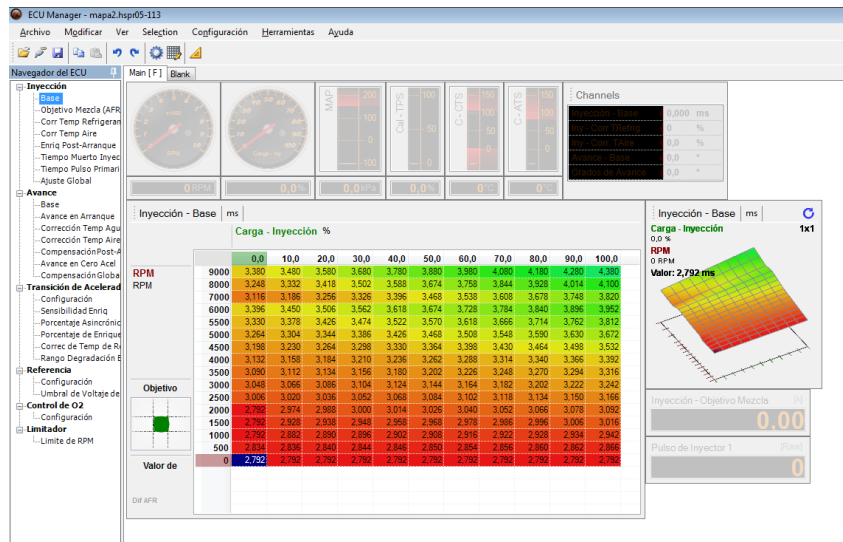 ECU Manager - mapa2.hspr05-113
Archivo Modificar Ver Selection Configuración Herramientas Ayuda
Navegador del ECU
Main [ F ] Blank
Inyección
Base
Objetivo Mezcla (AFR
Corr Temp Refrigeran
Corr Temp Aire
Enriq Post-Arranque
Tiempo Muerto Inyec
Tiempo Pulso Primari
Ajuste Global
Avance
Base
Avance en Arranque
Corrección Temp Agu
Corrección Temp Aire
Compensación Post-A
Avance en Cero Acel
Compensación Globa
Transición de Acelerad
Configuración
Sensibilidad Enriq
Porcentaje Asincrónic
Porcentaje de Enrique
Correc de Temp de Re
Rango Degradación E
Referencia
Configuración
Umbral de Voltaje de
Control de O2
Configuración
Limitador
Limite de RPM
RPM
Carga - Iny
MAP
200
100
0
100
Cal - TPS
100
50
0
C - CTS
150
100
50
0
C - ATS
150
100
50
0
0 RPM 0,0 % 0,0 kPa 0,0 % 0 °C 0 °C
Channels
Inyección - Base 0,000 ms
Iny - Corr TRefrig 0 %
Iny - Corr TAire 0,0 %
Avance - Base 0,0 °
Grados de Avance 0,0 °
Inyección - Base ms
Carga - Inyección %
0,0 10,0 20,0 30,0 40,0 50,0 60,0 70,0 80,0 90,0 100,0
RPM 9000 3,380 3,480 3,580 3,680 3,780 3,880 3,980 4,080 4,180 4,280 4,380
RPM 8000 3,248 3,332 3,418 3,502 3,588 3,674 3,758 3,844 3,928 4,014 4,100
7000 3,116 3,186 3,256 3,326 3,396 3,468 3,538 3,608 3,678 3,748 3,820
6000 3,396 3,450 3,506 3,562 3,618 3,674 3,728 3,784 3,840 3,896 3,952
5500 3,330 3,378 3,426 3,474 3,522 3,570 3,618 3,666 3,714 3,762 3,812
5000 3,264 3,304 3,344 3,386 3,426 3,468 3,508 3,548 3,590 3,630 3,672
4500 3,198 3,230 3,264 3,298 3,330 3,364 3,398 3,430 3,464 3,498 3,532
4000 3,132 3,158 3,184 3,210 3,236 3,262 3,288 3,314 3,340 3,366 3,392
3500 3,090 3,112 3,134 3,156 3,180 3,202 3,226 3,248 3,270 3,294 3,316
3000 3,048 3,066 3,086 3,104 3,124 3,144 3,164 3,182 3,202 3,222 3,242
2500 3,006 3,020 3,036 3,052 3,068 3,084 3,102 3,118 3,134 3,150 3,166
2000 2,792 2,974 2,988 3,000 3,014 3,026 3,040 3,052 3,066 3,078 3,092
1500 2,792 2,928 2,938 2,948 2,958 2,968 2,978 2,986 2,996 3,006 3,016
1000 2,792 2,882 2,890 2,896 2,902 2,908 2,916 2,922 2,928 2,934 2,942
500 2,834 2,836 2,840 2,844 2,846 2,850 2,854 2,856 2,860 2,862 2,866
0 2,792 2,792 2,792 2,792 2,792 2,792 2,792 2,792 2,792 2,792 2,792
Objetivo
Valor de
Dif AFR
Inyección - Base ms
Carga - Inyección 1x1
0,0 %
RPM
0 RPM
Valor: 2,792 ms
Inyección - Objetivo Mezcla
0.00
Pulso de Inyector 1 [Raw]
0